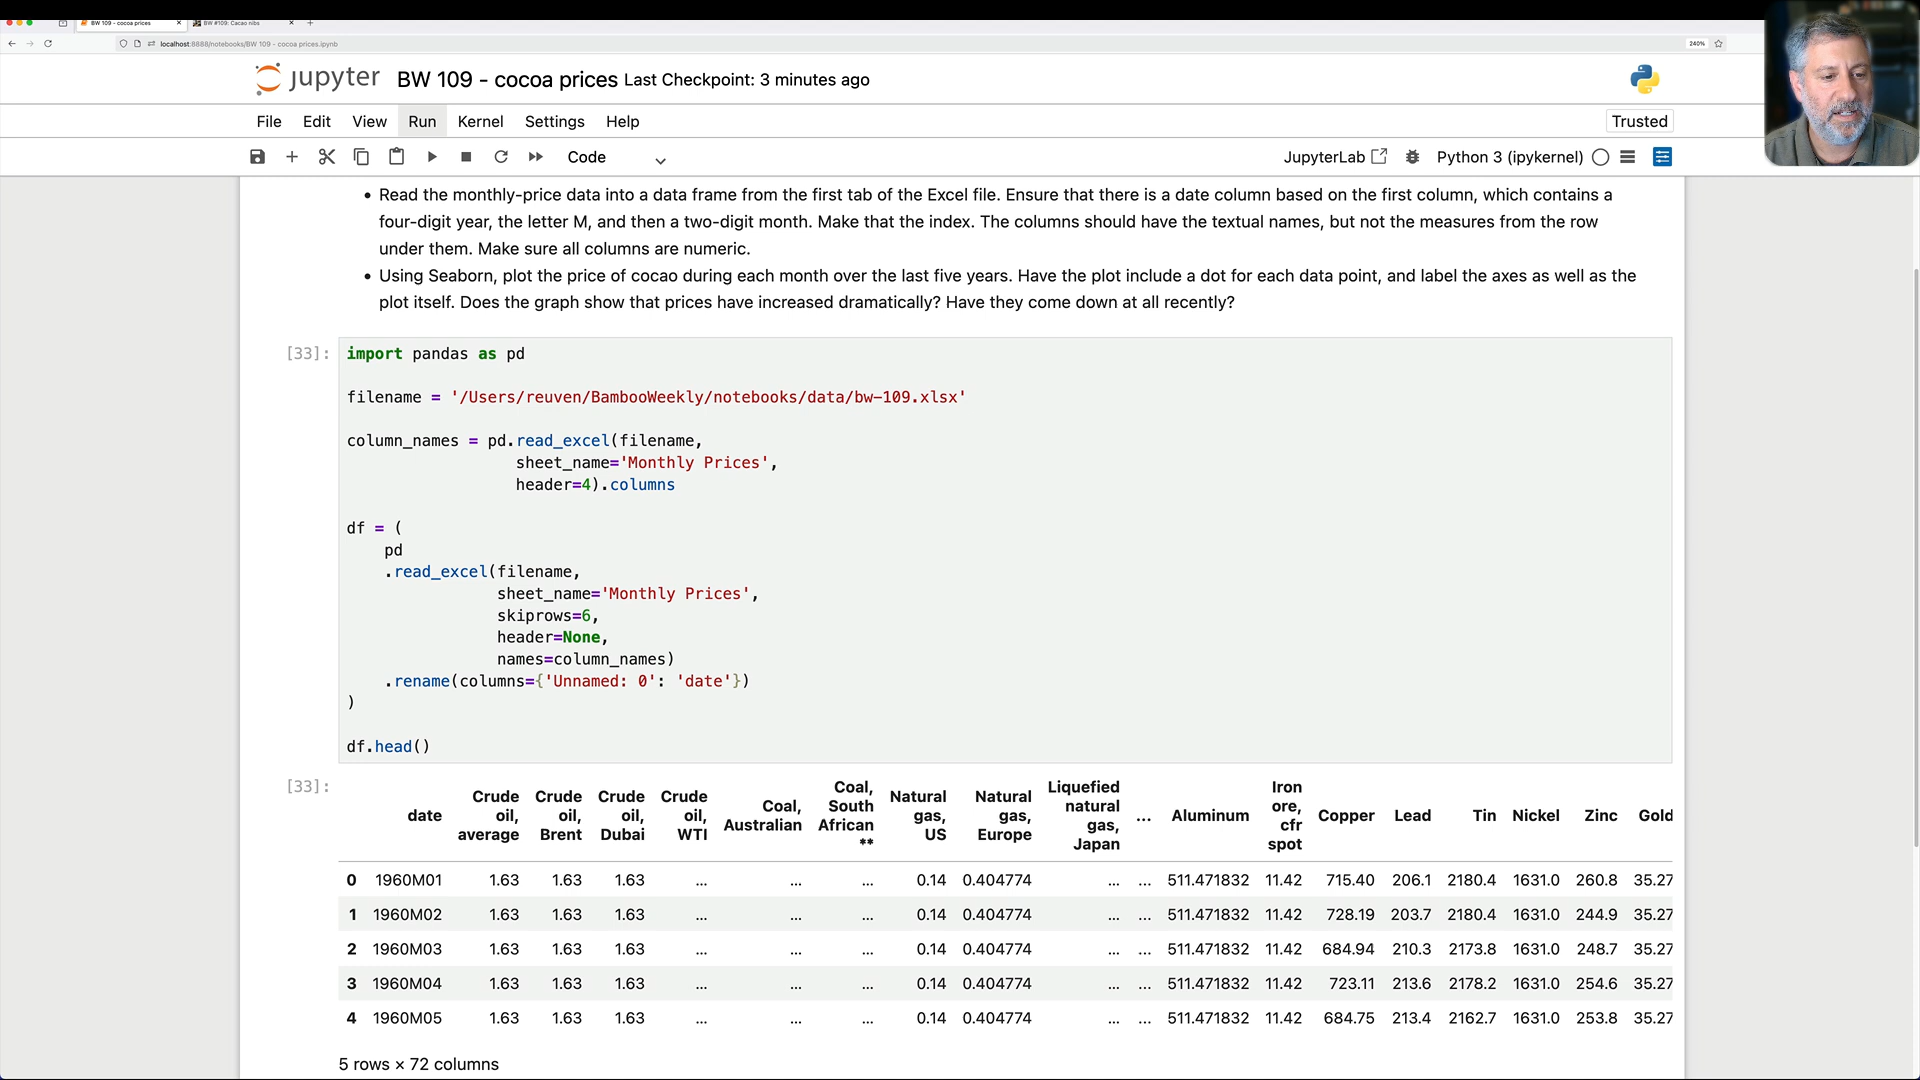 BW 109 - cocoa prices
BW #109: Cacao nibs
localhost:8888/notebooks/BW 109 - cocoa prices.ipynb
240%
jupyter BW 109 - cocoa prices Last Checkpoint: 3 minutes ago
File Edit View Run Kernel Settings Help
Trusted
Code
JupyterLab
Python 3 (ipykernel)
• Read the monthly-price data into a data frame from the first tab of the Excel file. Ensure that there is a date column based on the first column, which contains a
four-digit year, the letter M, and then a two-digit month. Make that the index. The columns should have the textual names, but not the measures from the row
under them. Make sure all columns are numeric.
• Using Seaborn, plot the price of cocao during each month over the last five years. Have the plot include a dot for each data point, and label the axes as well as the
plot itself. Does the graph show that prices have increased dramatically? Have they come down at all recently?
[33]:
import pandas as pd
filename = '/Users/reuven/BambooWeekly/notebooks/data/bw-109.xlsx'
column_names = pd.read_excel(filename,
sheet_name='Monthly Prices',
header=4).columns
df = (
pd
.read_excel(filename,
sheet_name='Monthly Prices',
skiprows=6,
header=None,
names=column_names)
.rename(columns={'Unnamed: 0': 'date'})
)
df.head()
[33]:
date Crude oil, average Crude oil, Brent Crude oil, Dubai Crude oil, WTI Coal, Australian Coal, South African ** Natural gas, US Natural gas, Europe Liquefied natural gas, Japan ... Aluminum Iron ore, cfr spot Copper Lead Tin Nickel Zinc Gold
0 1960M01 1.63 1.63 1.63 ... ... ... 0.14 0.404774 ... ... 511.471832 11.42 715.40 206.1 2180.4 1631.0 260.8 35.27
1 1960M02 1.63 1.63 1.63 ... ... ... 0.14 0.404774 ... ... 511.471832 11.42 728.19 203.7 2180.4 1631.0 244.9 35.27
2 1960M03 1.63 1.63 1.63 ... ... ... 0.14 0.404774 ... ... 511.471832 11.42 684.94 210.3 2173.8 1631.0 248.7 35.27
3 1960M04 1.63 1.63 1.63 ... ... ... 0.14 0.404774 ... ... 511.471832 11.42 723.11 213.6 2178.2 1631.0 254.6 35.27
4 1960M05 1.63 1.63 1.63 ... ... ... 0.14 0.404774 ... ... 511.471832 11.42 684.75 213.4 2162.7 1631.0 253.8 35.27
5 rows × 72 columns